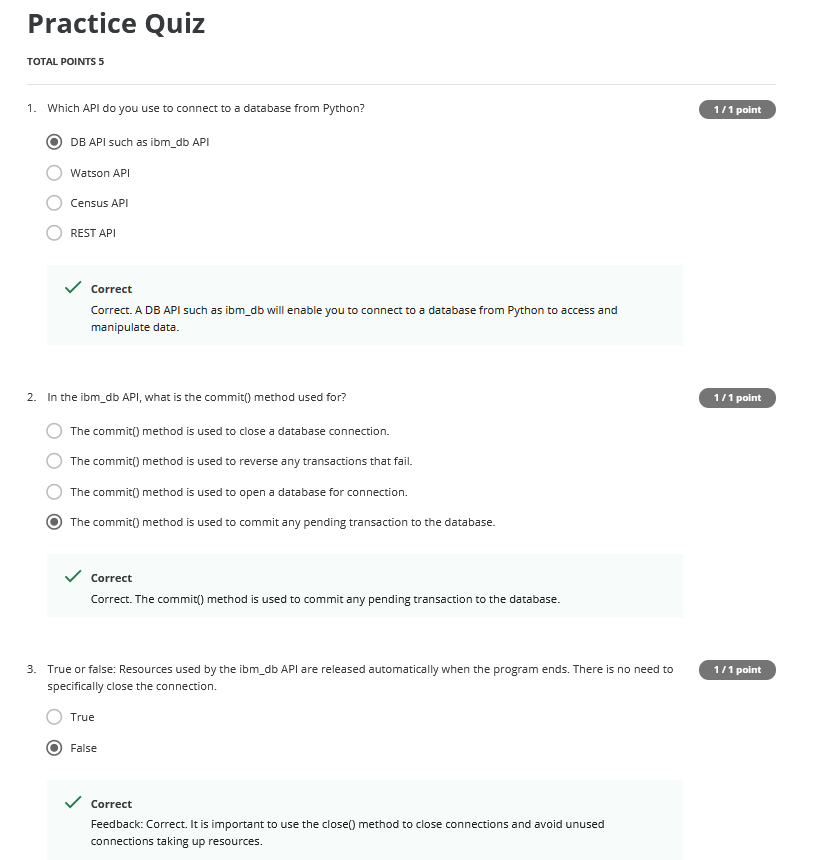 Practice Quiz
TOTAL POINTS 5
1. Which API do you use to connect to a database from Python?
1 / 1 point
DB API such as ibm_db API
Watson API
Census API
REST API
Correct
Correct. A DB API such as ibm_db will enable you to connect to a database from Python to access and
manipulate data.
2. In the ibm_db API, what is the commit() method used for?
1 / 1 point
The commit() method is used to close a database connection.
The commit() method is used to reverse any transactions that fail.
The commit() method is used to open a database for connection.
The commit() method is used to commit any pending transaction to the database.
Correct
Correct. The commit() method is used to commit any pending transaction to the database.
3. True or false: Resources used by the ibm_db API are released automatically when the program ends. There is no need to
specifically close the connection.
1 / 1 point
True
False
Correct
Feedback: Correct. It is important to use the close() method to close connections and avoid unused
connections taking up resources.